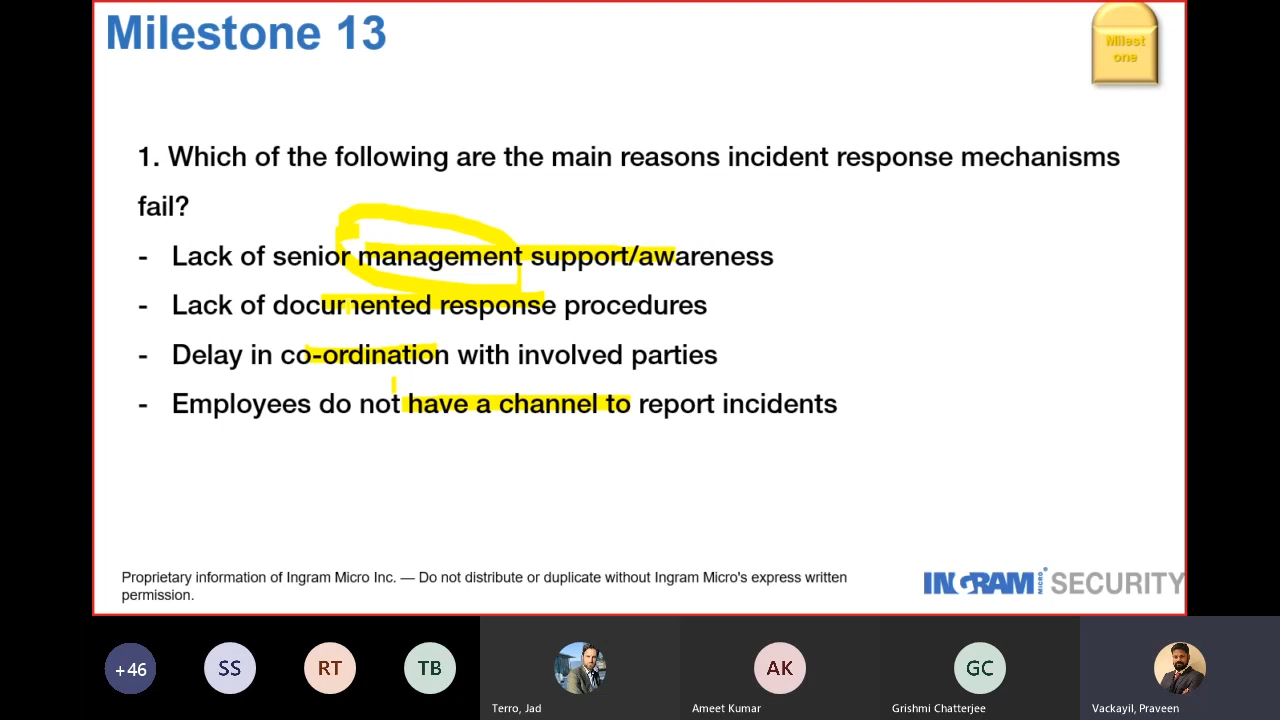 Milestone 13
Milest
one
1. Which of the following are the main reasons incident response mechanisms
fail?
- Lack of senior management support/awareness
- Lack of documented response procedures
- Delay in co-ordination with involved parties
- Employees do not have a channel to report incidents
Proprietary information of Ingram Micro Inc. — Do not distribute or duplicate without Ingram Micro's express written
permission.
INGRAM MICRO SECURITY
+46
SS
RT
TB
AK
GC
Terro, Jad
Ameet Kumar
Grishmi Chatterjee
Vackayil, Praveen